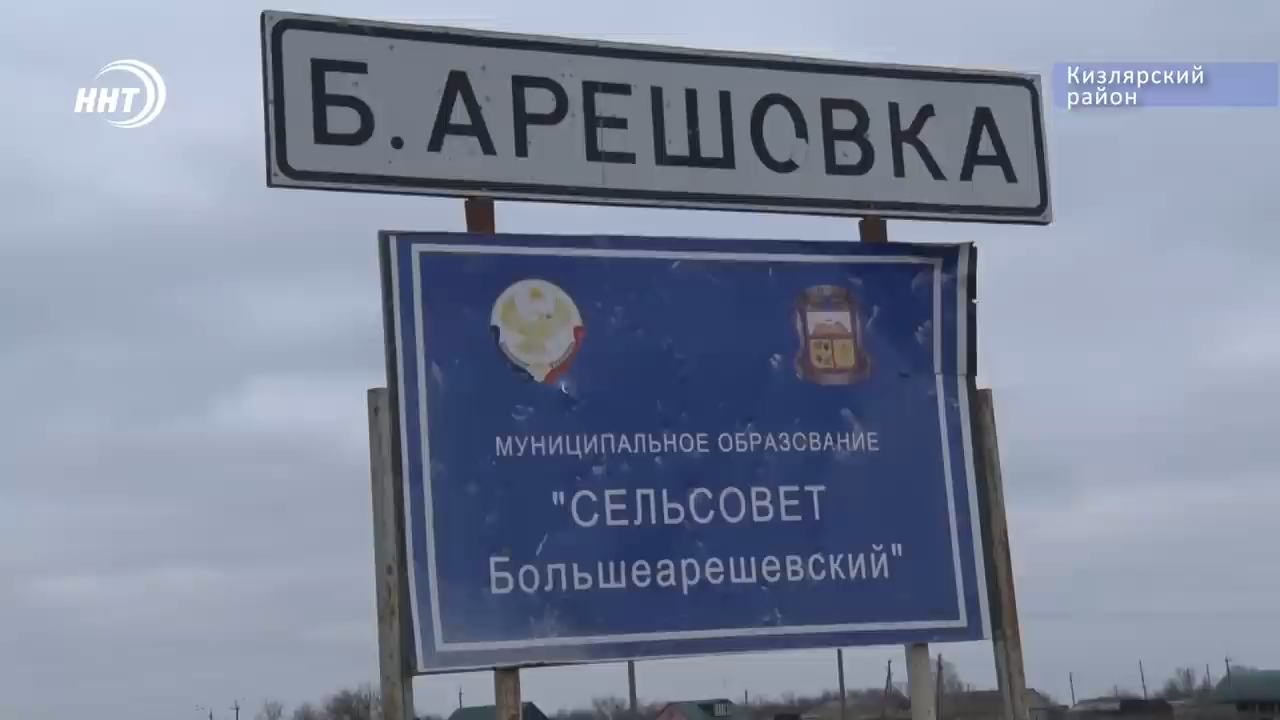 ННТ
Кизлярский
район
Б.АРЕШОВКА
МУНИЦИПАЛЬНОЕ ОБРАЗОВАНИЕ
"СЕЛЬСОВЕТ
Большеарешевский"